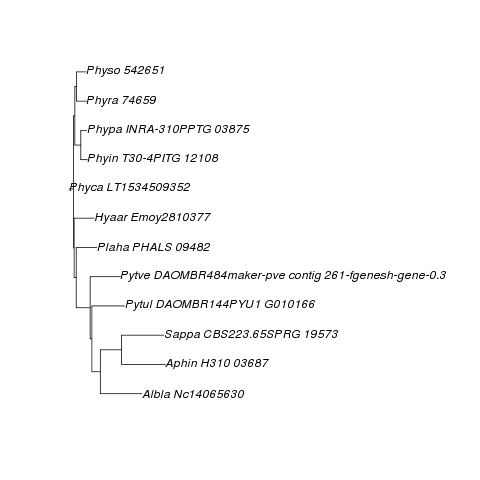 Physo 542651
Phyra 74659
Phypa INRA-310PPTG 03875
Phyin T30-4PITG 12108
Phyca LT1534509352
Hyaar Emoy2810377
Plaha PHALS 09482
Pytve DAOMBR484maker-pve contig 261-fgenesh-gene-0.3
Pytul DAOMBR144PYU1 G010166
Sappa CBS223.65SPRG 19573
Aphin H310 03687
Albla Nc14065630